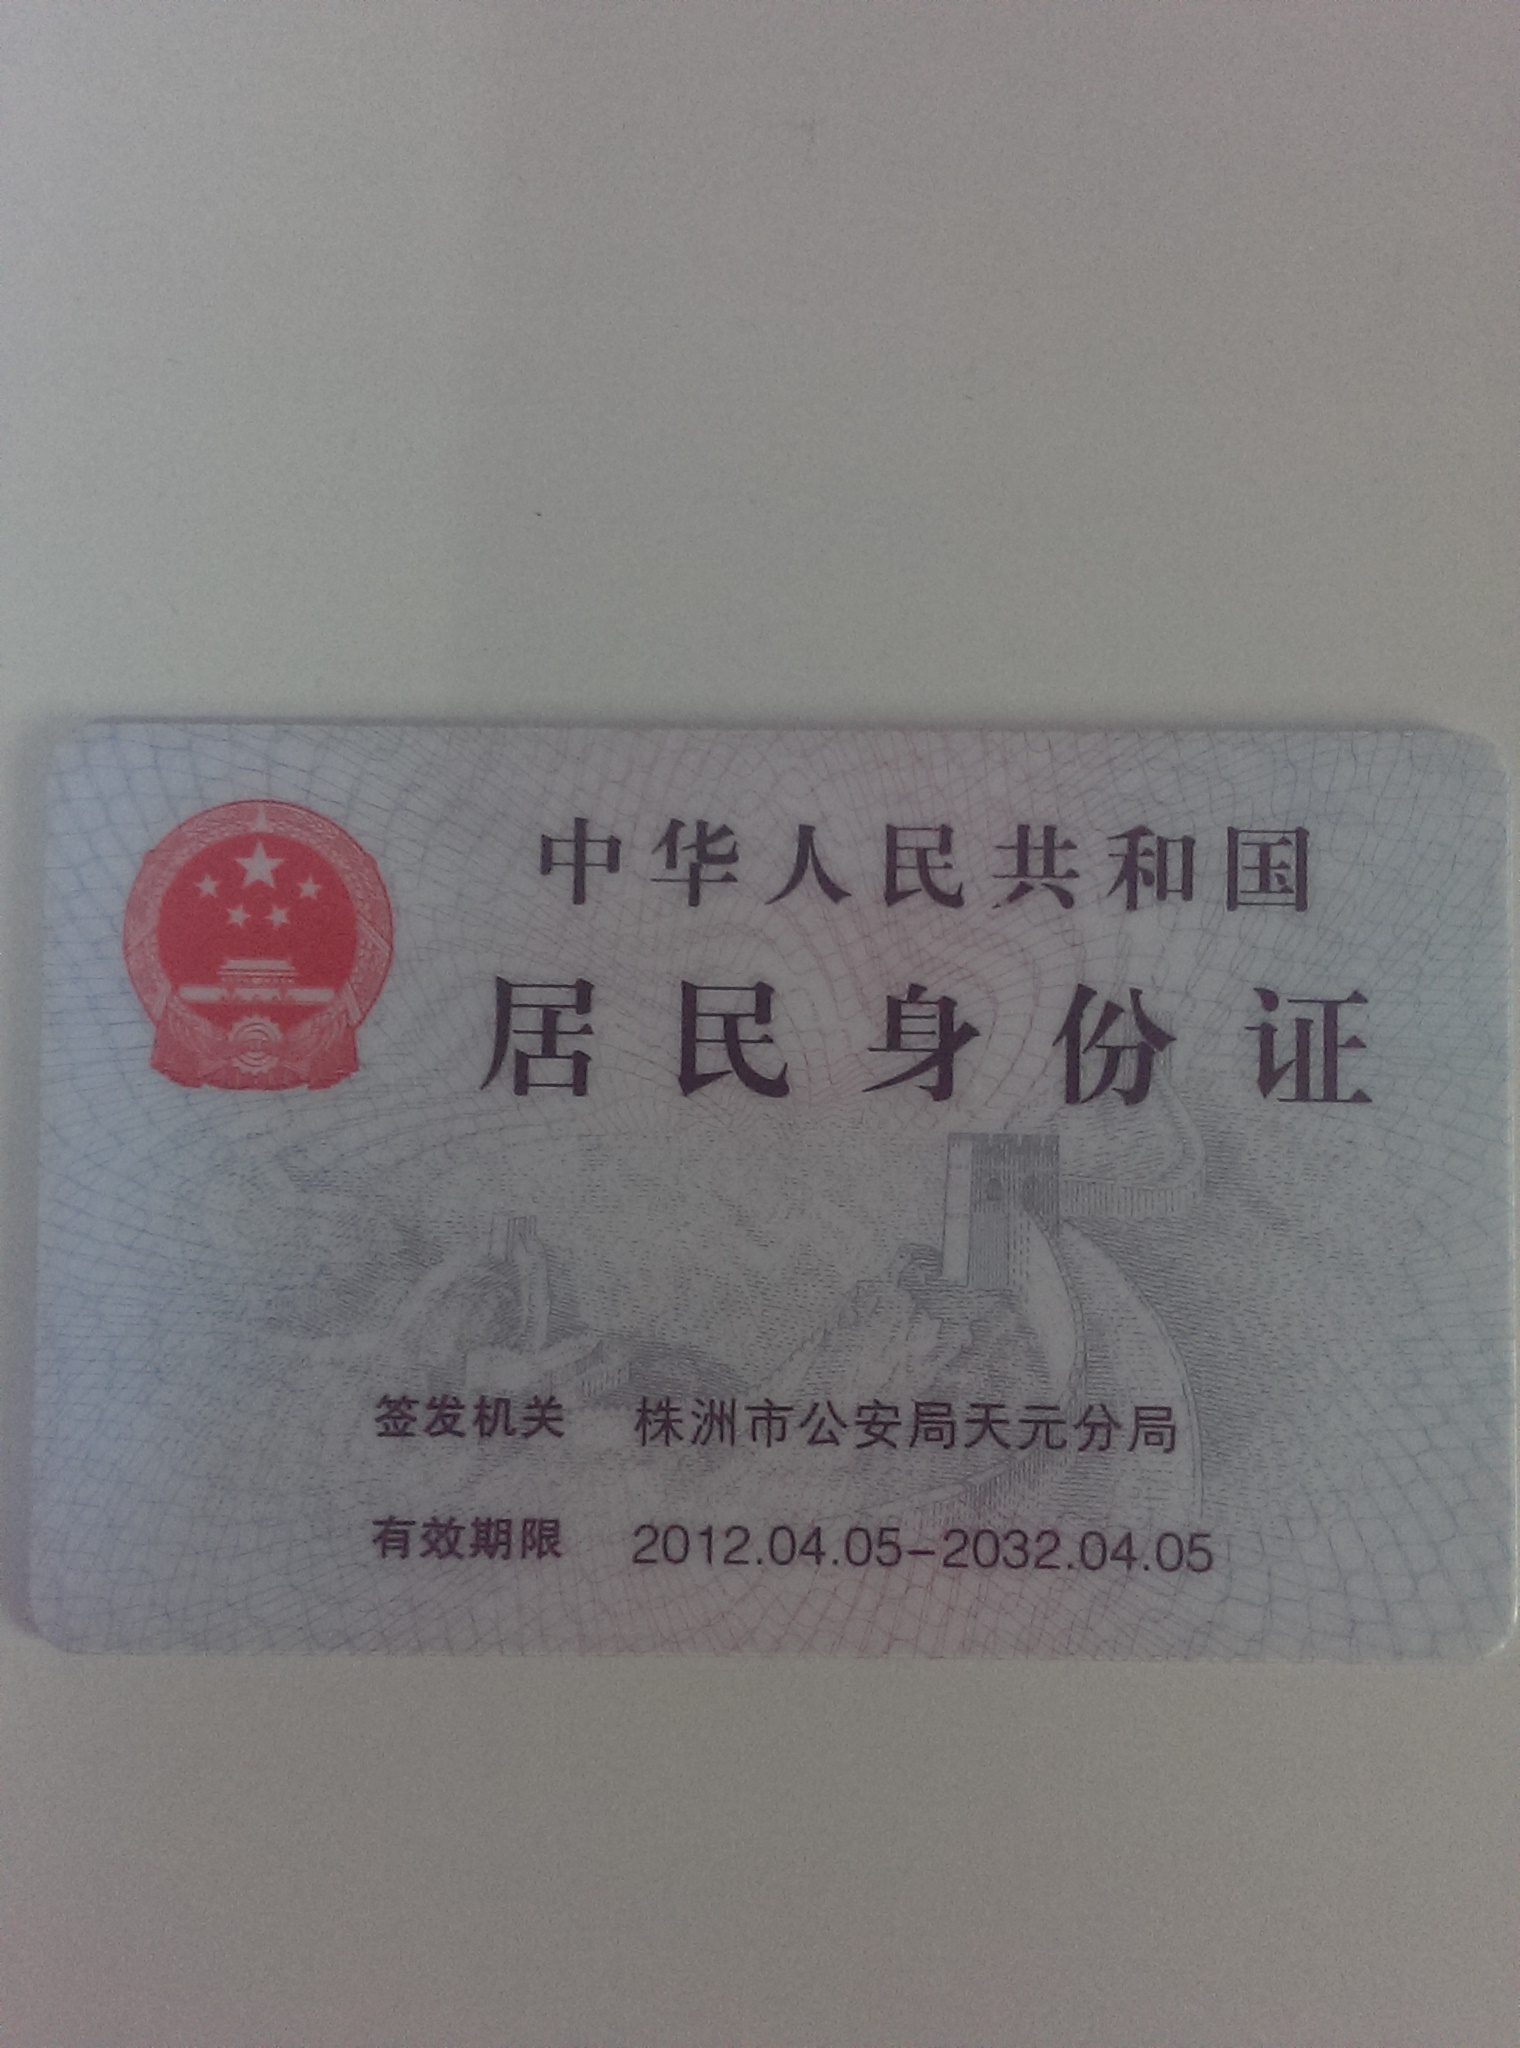 中华人民共和国
居民身份证
签发机关 株洲市公安局天元分局
有效期限 2012.04.05-2032.04.05